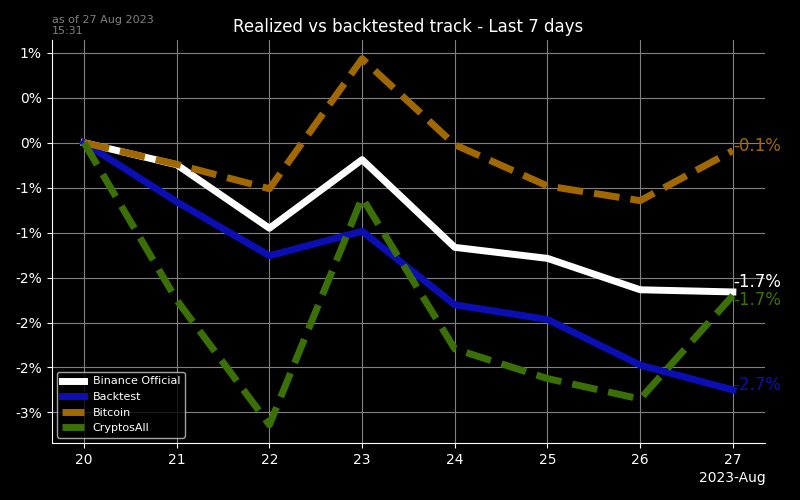 as of 27 Aug 2023
15:31
Realized vs backtested track - Last 7 days
1%
0%
0%
-1%
-1%
-2%
-2%
-2%
-3%
-0.1%
-1.7%
-1.7%
-2.7%
Binance Official
Backtest
Bitcoin
CryptosAll
20 21 22 23 24 25 26 27
2023-Aug